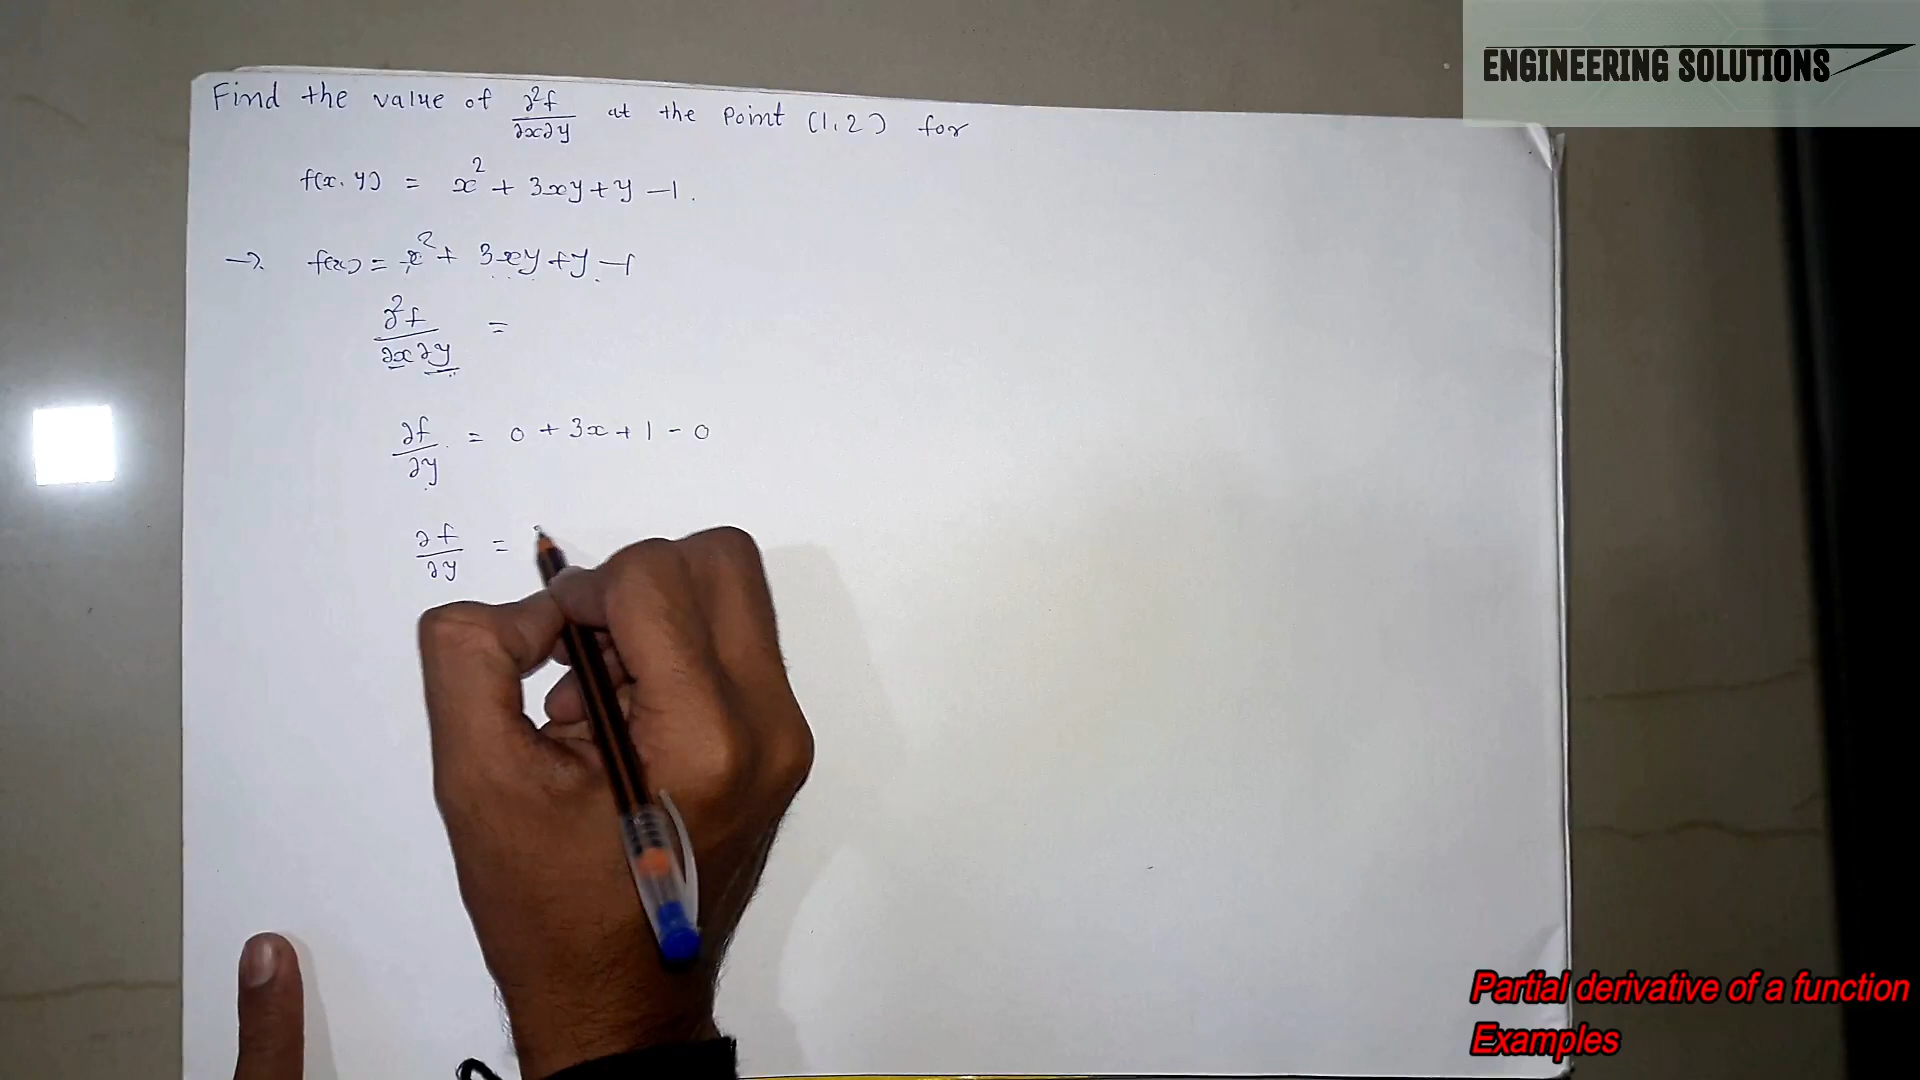 ENGINEERING SOLUTIONS
Find the value of ∂²f/∂x∂y at the point (1,2) for
f(x,y) = x² + 3xy + y - 1.
→ f(x) = x² + 3xy + y - 1
∂²f/∂x∂y =
∂f/∂y = 0 + 3x + 1 - 0
∂f/∂y =
Partial derivative of a function
Examples